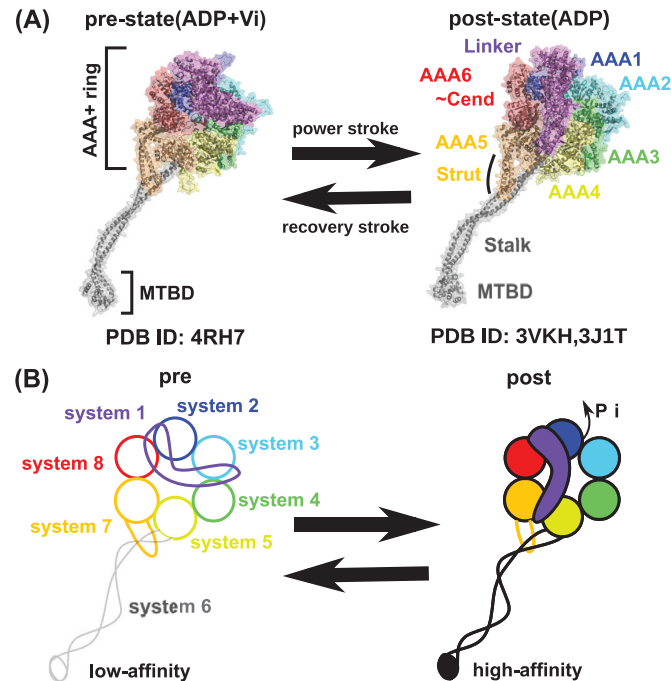 (A)
pre-state(ADP+Vi)
post-state(ADP)
AAA+ ring
MTBD
PDB ID: 4RH7
power stroke
recovery stroke
Linker
AAA1
AAA6
~Cend
AAA2
AAA5
Strut
AAA3
AAA4
Stalk
MTBD
PDB ID: 3VKH,3J1T
(B)
pre
post
system 1
system 2
system 3
system 8
system 4
system 7
system 5
system 6
low-affinity
P i
high-affinity